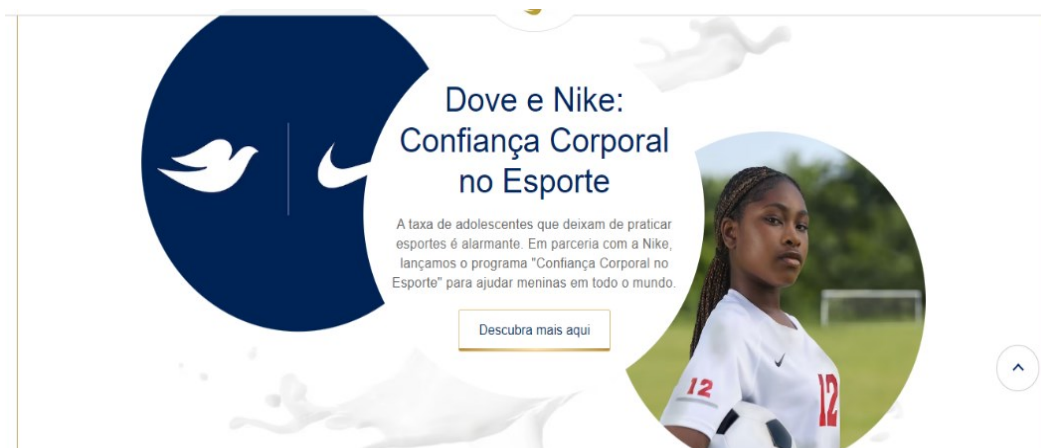 Dove e Nike:
Confiança Corporal
no Esporte
A taxa de adolescentes que deixam de praticar
esportes é alarmante. Em parceria com a Nike,
lançamos o programa "Confiança Corporal no
Esporte" para ajudar meninas em todo o mundo.
Descubra mais aqui
12
12